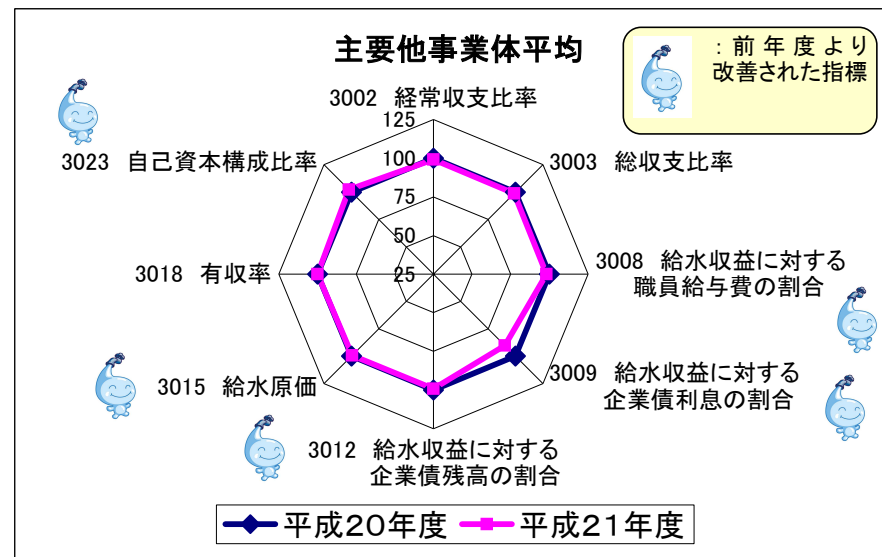 主要他事業体平均
：前年度より
改善された指標
3002 経常収支比率
125
100
75
50
25
3003 総収支比率
3008 給水収益に対する
職員給与費の割合
3009 給水収益に対する
企業債利息の割合
3012 給水収益に対する
企業債残高の割合
3015 給水原価
3018 有収率
3023 自己資本構成比率
平成20年度
平成21年度